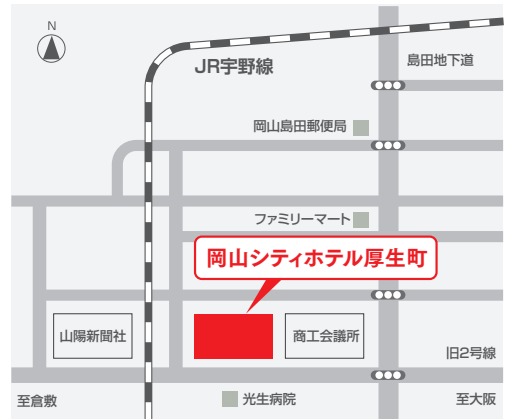 N
JR宇野線
島田地下道
岡山島田郵便局
ファミリーマート
岡山シティホテル厚生町
山陽新聞社
商工会議所
旧2号線
至倉敷
光生病院
至大阪